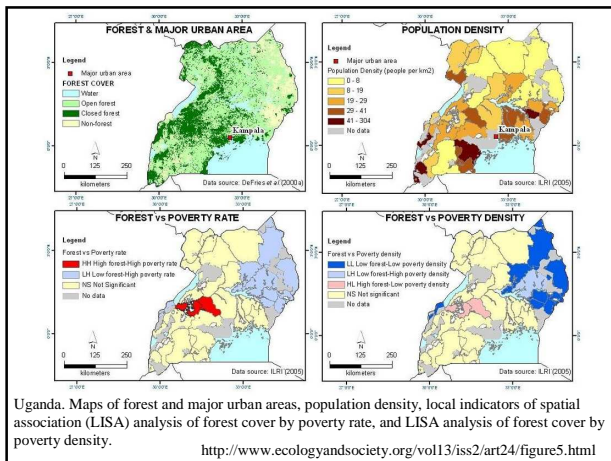 FOREST & MAJOR URBAN AREA
Legend
Major urban area
FOREST COVER
Water
Open forest
Closed forest
Non-forest
Kampala
N
0 125 250
kilometers
Data source: DeFries et al. (2000a)
POPULATION DENSITY
Legend
Major urban area
Population Density (people per km2)
0 - 8
8 - 19
19 - 29
29 - 41
41 - 304
No data
Kampala
N
0 125 250
kilometers
Data source: ILRI (2005)
FOREST vs POVERTY RATE
Legend
Forest vs Poverty rate
HH High forest-High poverty rate
LH Low forest-High poverty rate
NS Not Significant
No data
N
0 125 250
kilometers
Data source: ILRI (2005)
FOREST vs POVERTY DENSITY
Legend
Forest vs Poverty density
LL Low forest-Low poverty density
LH Low forest-High poverty density
HL High forest-Low poverty density
NS Not significant
No data
N
0 125 250
kilometers
Data source: ILRI (2005)
Uganda. Maps of forest and major urban areas, population density, local indicators of spatial
association (LISA) analysis of forest cover by poverty rate, and LISA analysis of forest cover by
poverty density.
http://www.ecologyandsociety.org/vol13/iss2/art24/figure5.html